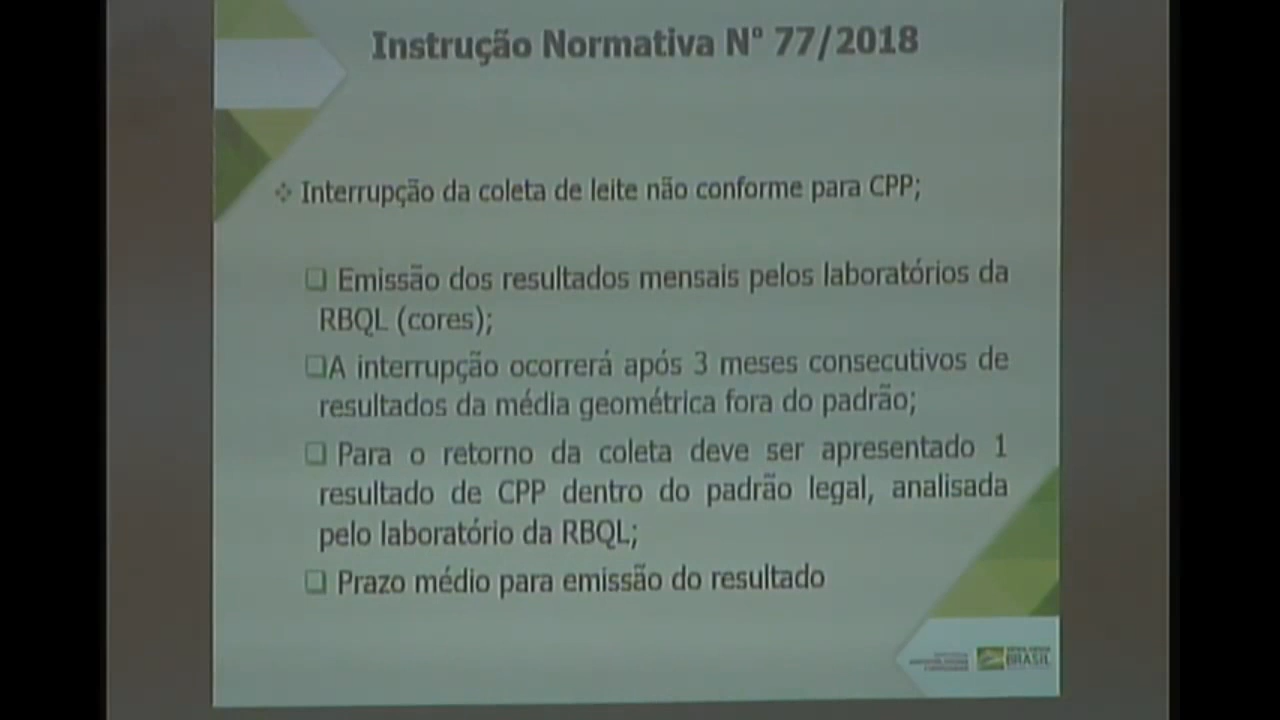 Instrução Normativa N° 77/2018
❖ Interrupção da coleta de leite não conforme para CPP;
❑ Emissão dos resultados mensais pelos laboratórios da
RBQL (cores);
❑A interrupção ocorrerá após 3 meses consecutivos de
resultados da média geométrica fora do padrão;
❑ Para o retorno da coleta deve ser apresentado 1
resultado de CPP dentro do padrão legal, analisada
pelo laboratório da RBQL;
❑ Prazo médio para emissão do resultado
BRASIL